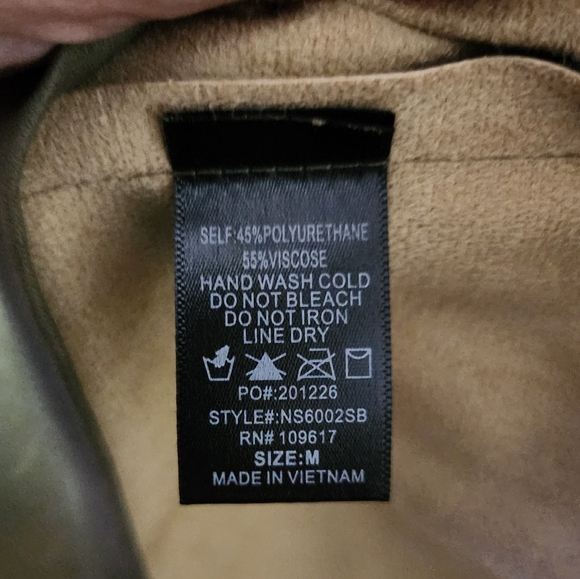 SELF:45%POLYURETHANE
55%VISCOSE
HAND WASH COLD
DO NOT BLEACH
DO NOT IRON
LINE DRY
PO#:201226
STYLE#:NS6002SB
RN# 109617
SIZE:M
MADE IN VIETNAM